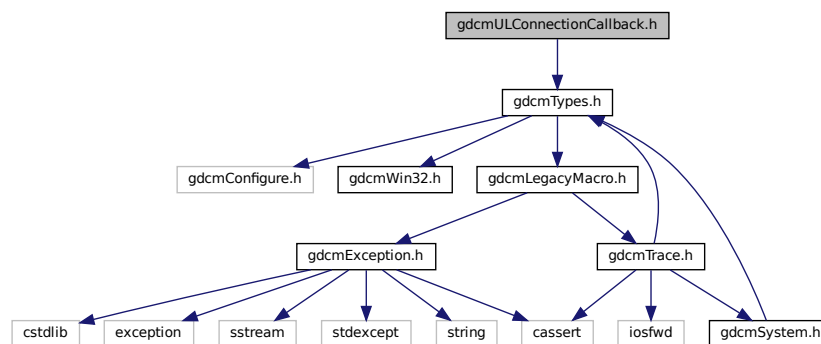 gdcmULConnectionCallback.h
gdcmTypes.h
gdcmConfigure.h
gdcmWin32.h
gdcmLegacyMacro.h
gdcmException.h
gdcmTrace.h
cstdlib
exception
sstream
stdexcept
string
cassert
iosfwd
gdcmSystem.h